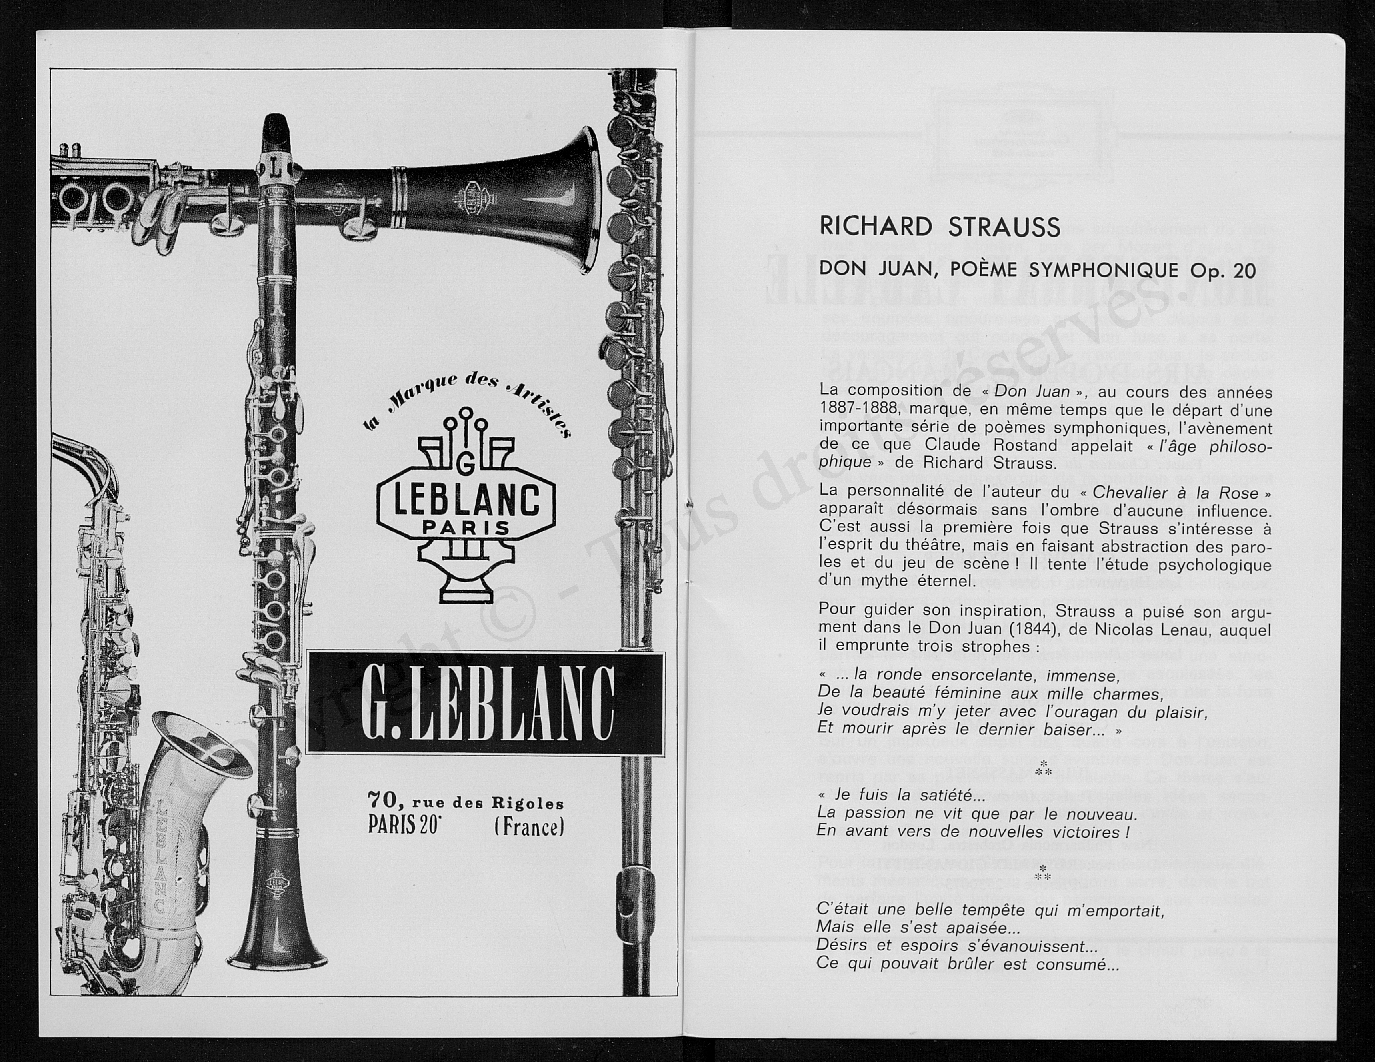 la Marque des Artistes
G
LEBLANC
PARIS
G. LEBLANC
70, rue des Rigoles
PARIS 20e (France)
L
LEBLANC
RICHARD STRAUSS
DON JUAN, POÈME SYMPHONIQUE Op. 20
La composition de « Don Juan », au cours des années
1887-1888, marque, en même temps que le départ d'une
importante série de poèmes symphoniques, l'avènement
de ce que Claude Rostand appelait « l'âge philoso-
phique » de Richard Strauss.
La personnalité de l'auteur du « Chevalier à la Rose »
apparaît désormais sans l'ombre d'aucune influence.
C'est aussi la première fois que Strauss s'intéresse à
l'esprit du théâtre, mais en faisant abstraction des paro-
les et du jeu de scène ! Il tente l'étude psychologique
d'un mythe éternel.
Pour guider son inspiration, Strauss a puisé son argu-
ment dans le Don Juan (1844), de Nicolas Lenau, auquel
il emprunte trois strophes :
« ... la ronde ensorcelante, immense,
De la beauté féminine aux mille charmes,
Je voudrais m'y jeter avec l'ouragan du plaisir,
Et mourir après le dernier baiser... »
« Je fuis la satiété...
La passion ne vit que par le nouveau.
En avant vers de nouvelles victoires !
C'était une belle tempête qui m'emportait,
Mais elle s'est apaisée...
Désirs et espoirs s'évanouissent...
Ce qui pouvait brûler est consumé...
Copyright © - Tous droits réservés.